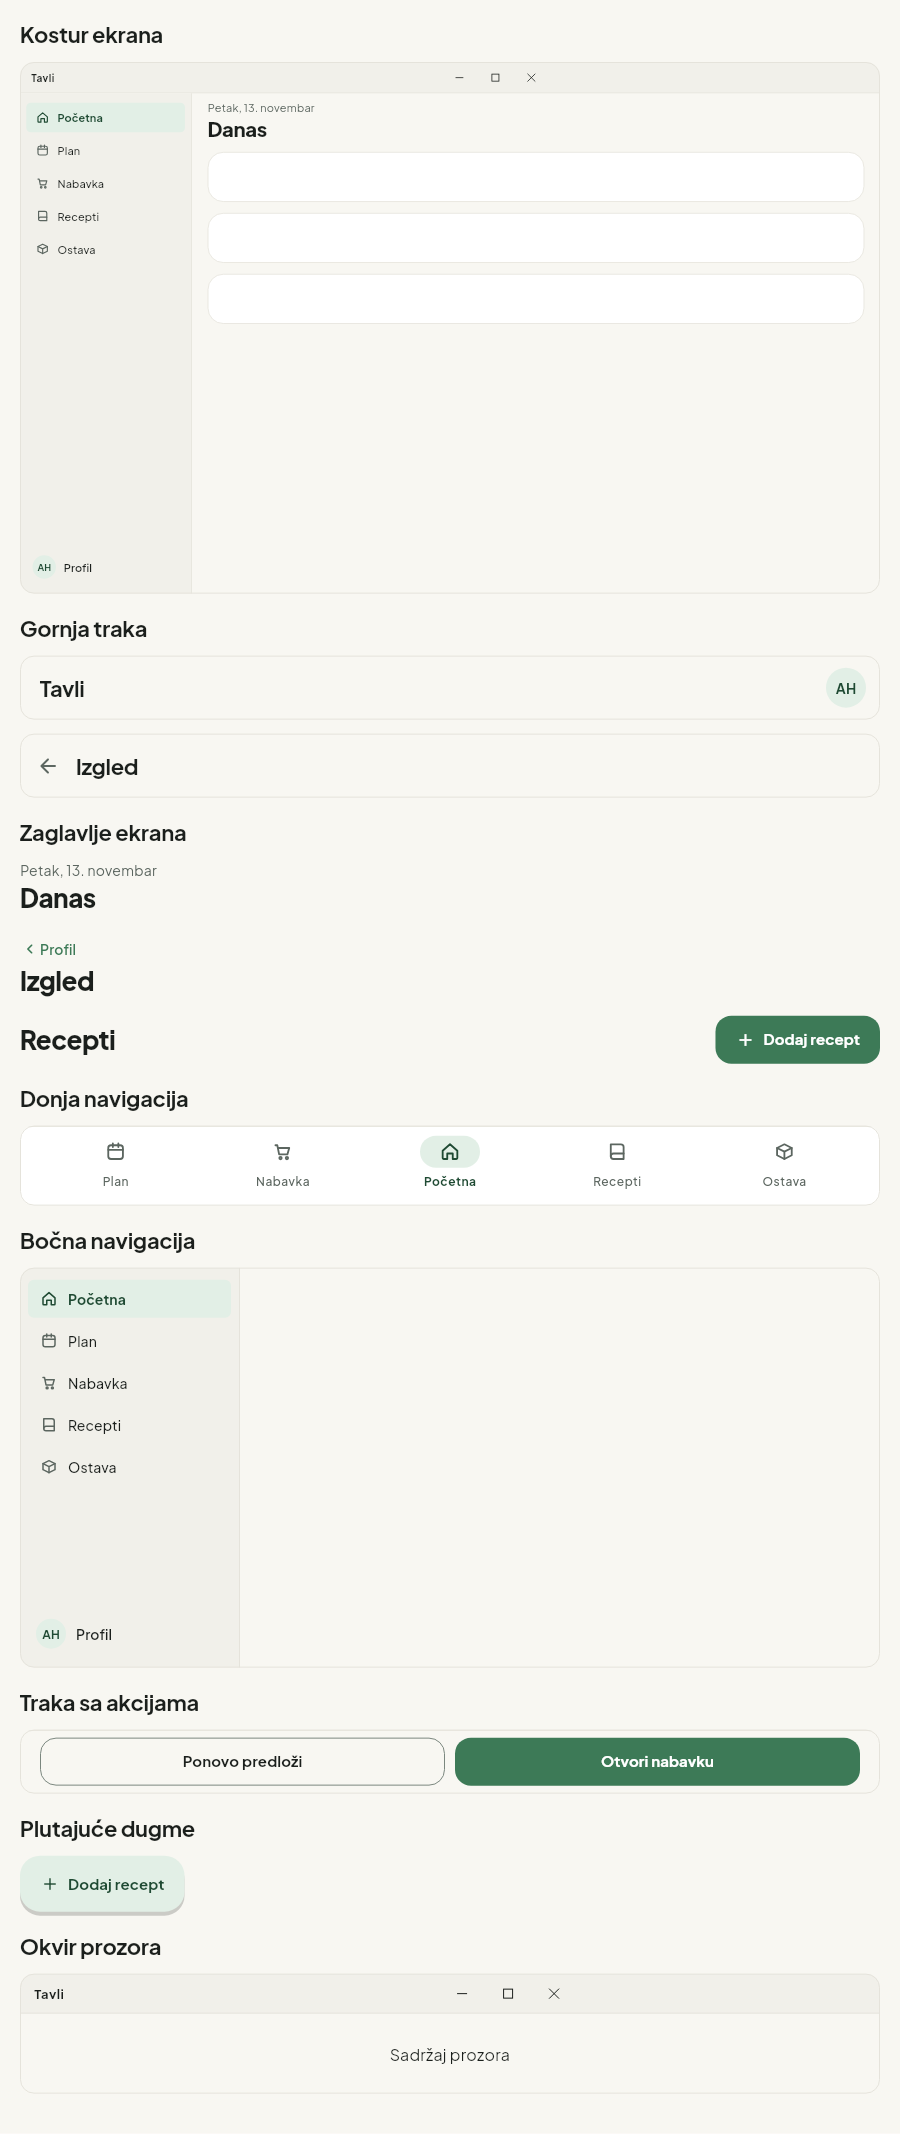 Kostur ekrana
Tavli
Početna
Plan
Nabavka
Recepti
Ostava
AH Profil
Petak, 13. novembar
Danas
Gornja traka
Tavli
AH
Izgled
Zaglavlje ekrana
Petak, 13. novembar
Danas
Profil
Izgled
Recepti
Dodaj recept
Donja navigacija
Plan
Nabavka
Početna
Recepti
Ostava
Bočna navigacija
Početna
Plan
Nabavka
Recepti
Ostava
AH Profil
Traka sa akcijama
Ponovo predloži
Otvori nabavku
Plutajuće dugme
Dodaj recept
Okvir prozora
Tavli
Sadržaj prozora